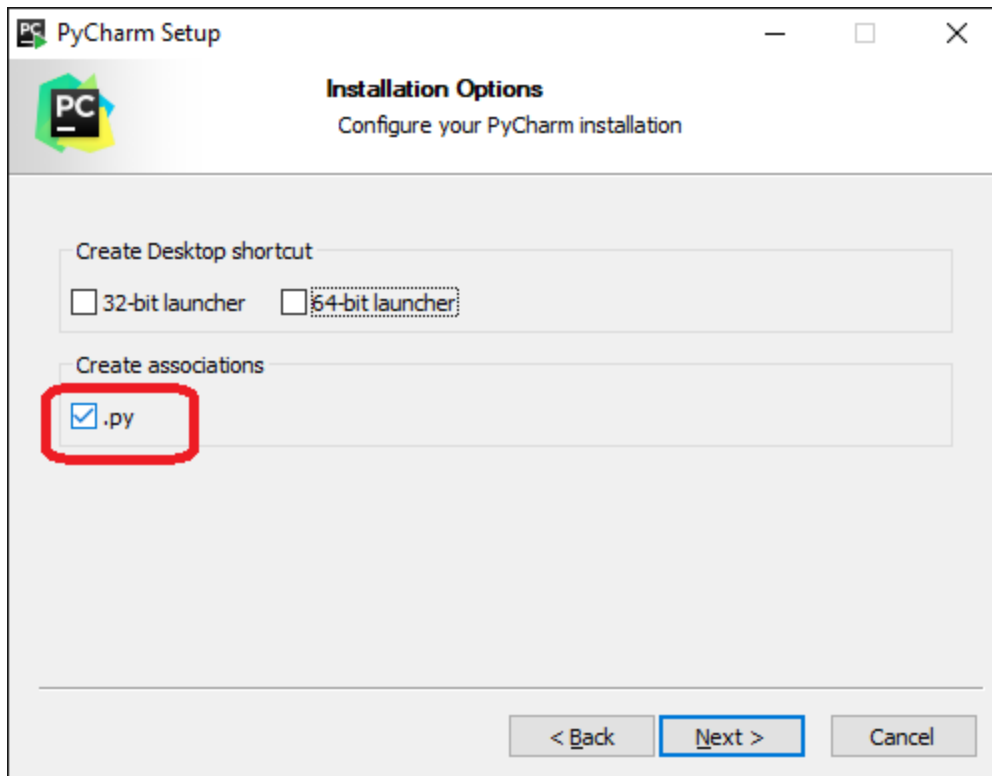 PyCharm Setup
PC
Installation Options
Configure your PyCharm installation
Create Desktop shortcut
32-bit launcher 64-bit launcher
Create associations
.py
< Back Next > Cancel